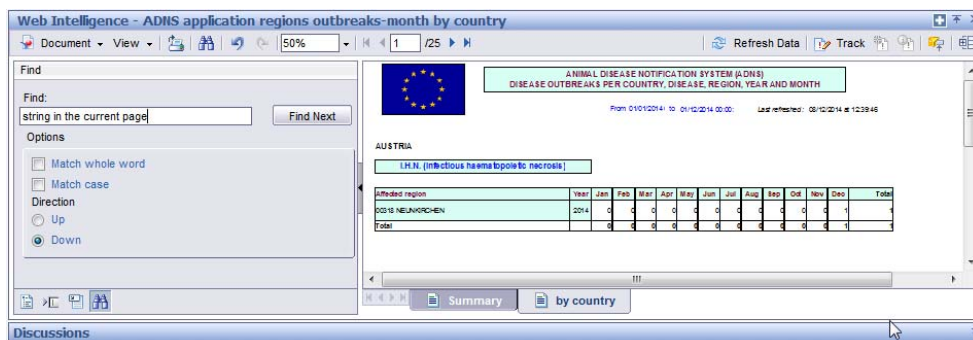 Web Intelligence - ADNS application regions outbreaks-month by country
Document View 50% 1 /25 Refresh Data Track
Find
Find:
string in the current page Find Next
Options
Match whole word
Match case
Direction
Up
Down
ANIMAL DISEASE NOTIFICATION SYSTEM (ADNS)
DISEASE OUTBREAKS PER COUNTRY, DISEASE, REGION, YEAR AND MONTH
From 01/01/2014 to 01/12/2014 00:00: Last refreshed: 08/12/2014 at 12:39:46
AUSTRIA
I.H.N. (Infectious haematopoietic necrosis)
Affected region Year Jan Feb Mar Apr May Jun Jul Aug Sep Oct Nov Dec Total
00318 NEUNKIRCHEN 2014 0 0 0 0 0 0 0 0 0 0 0 1 1
Total 0 0 0 0 0 0 0 0 0 0 0 1 1
Summary by country
Discussions